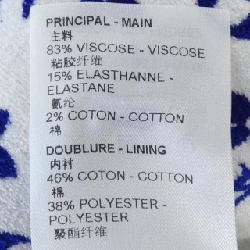 PRINCIPAL - MAIN
主料
83% VISCOSE - VISCOSE
粘胶纤维
15% ELASTHANNE -
ELASTANE
氨纶
2% COTON - COTTON
棉
DOUBLURE - LINING
内衬
46% COTON - COTTON
棉
38% POLYESTER -
POLYESTER
聚酯纤维